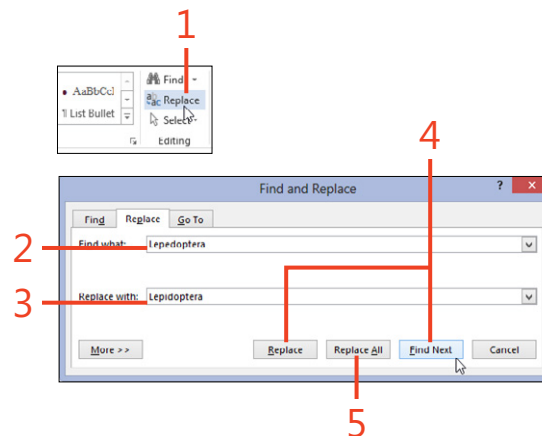 1
Find
AaBbCcl
Replace
¶ List Bullet
Select
Editing
4
Find and Replace
? x
Find Replace Go To
2
Find what: Lepedoptera
3
Replace with: Lepidoptera
More >> Replace Replace All Find Next Cancel
5